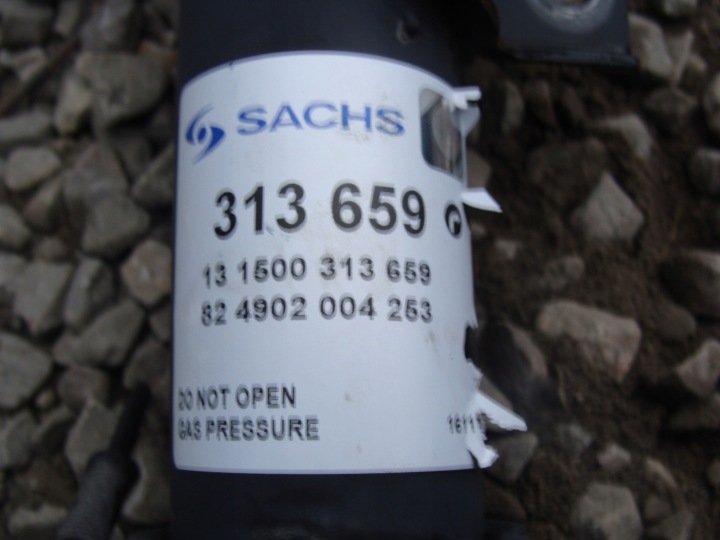 SACHS
313 659 r
13 1500 313 659
82 4902 004 253
DO NOT OPEN
GAS PRESSURE